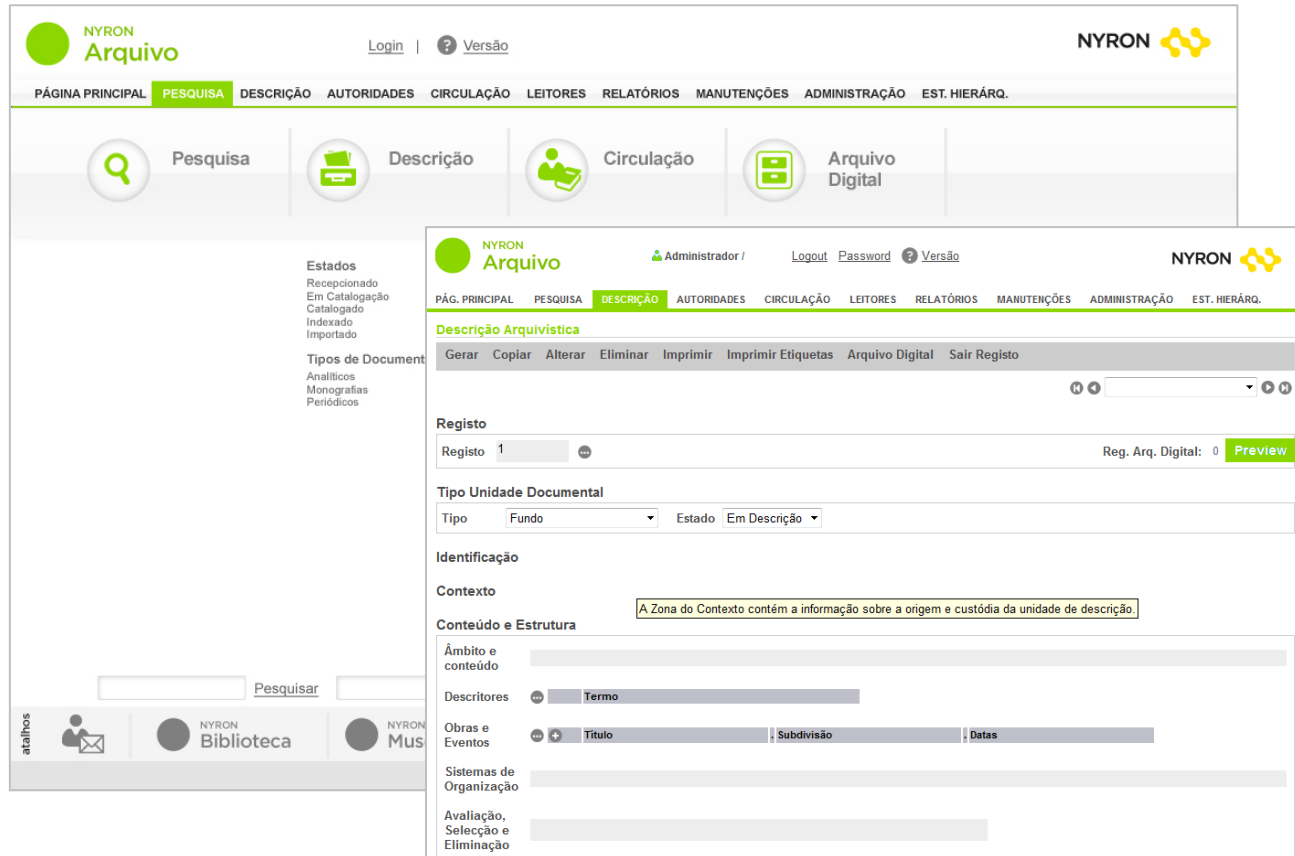 NYRON
Arquivo
Login | ? Versão
NYRON
PÁGINA PRINCIPAL PESQUISA DESCRIÇÃO AUTORIDADES CIRCULAÇÃO LEITORES RELATÓRIOS MANUTENÇÕES ADMINISTRAÇÃO EST. HIERÁRQ.
Pesquisa
Descrição
Circulação
Arquivo
Digital
Estados
Recepcionado
Em Catalogação
Catalogado
Indexado
Importado
Tipos de Document
Analíticos
Monografias
Periódicos
Pesquisar
atalhos
NYRON
Biblioteca
NYRON
Mus
NYRON
Arquivo
Administrador /
Logout Password ? Versão
NYRON
PÁG. PRINCIPAL PESQUISA DESCRIÇÃO AUTORIDADES CIRCULAÇÃO LEITORES RELATÓRIOS MANUTENÇÕES ADMINISTRAÇÃO EST. HIERÁRQ.
Descrição Arquivística
Gerar Copiar Alterar Eliminar Imprimir Imprimir Etiquetas Arquivo Digital Sair Registo
Registo
Registo 1
Reg. Arq. Digital: 0 Preview
Tipo Unidade Documental
Tipo Fundo Estado Em Descrição
Identificação
Contexto
A Zona do Contexto contém a informação sobre a origem e custódia da unidade de descrição.
Conteúdo e Estrutura
Âmbito e
conteúdo
Descritores Termo
Obras e
Eventos
Título . Subdivisão . Datas
Sistemas de
Organização
Avaliação,
Selecção e
Eliminação